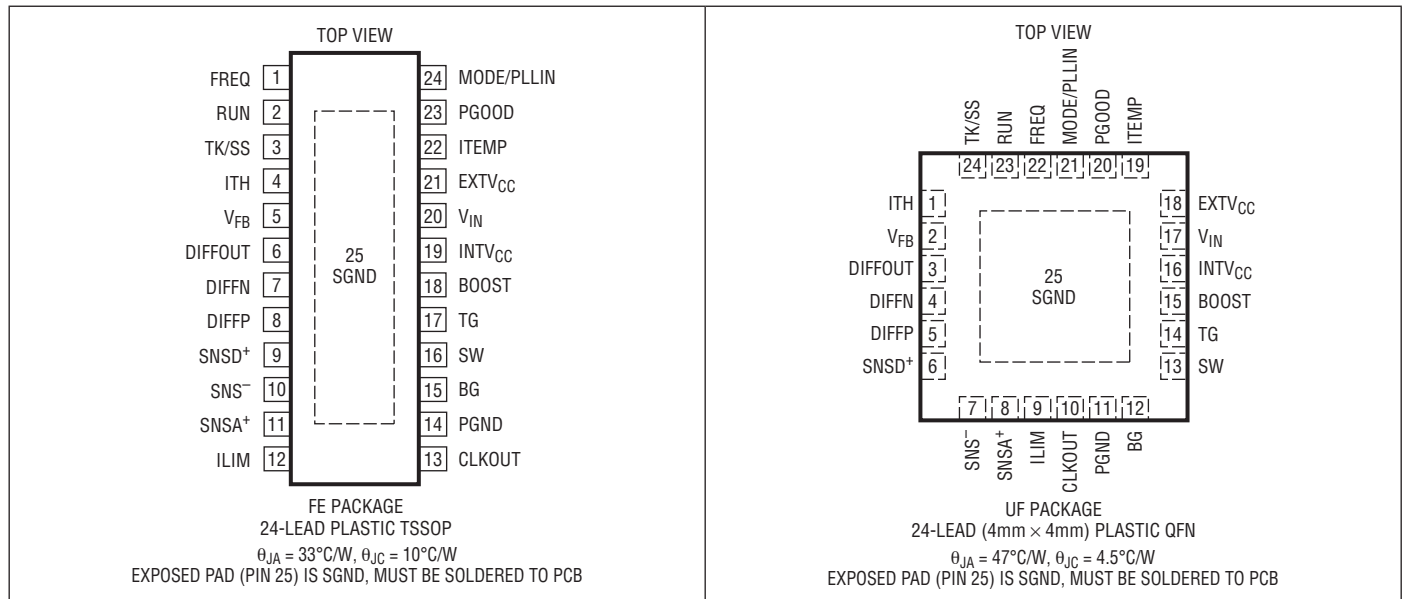 TOP VIEW
FREQ 1
RUN 2
TK/SS 3
ITH 4
VFB 5
DIFFOUT 6
DIFFN 7
DIFFP 8
SNSD+ 9
SNS– 10
SNSA+ 11
ILIM 12
25
SGND
24 MODE/PLLIN
23 PGOOD
22 ITEMP
21 EXTVCC
20 VIN
19 INTVCC
18 BOOST
17 TG
16 SW
15 BG
14 PGND
13 CLKOUT
FE PACKAGE
24-LEAD PLASTIC TSSOP
θJA = 33°C/W, θJC = 10°C/W
EXPOSED PAD (PIN 25) IS SGND, MUST BE SOLDERED TO PCB
TOP VIEW
TK/SS
RUN
FREQ
MODE/PLLIN
PGOOD
ITEMP
24 23 22 21 20 19
ITH 1
VFB 2
DIFFOUT 3
DIFFN 4
DIFFP 5
SNSD+ 6
25
SGND
18 EXTVCC
17 VIN
16 INTVCC
15 BOOST
14 TG
13 SW
7 8 9 10 11 12
SNS–
SNSA+
ILIM
CLKOUT
PGND
BG
UF PACKAGE
24-LEAD (4mm × 4mm) PLASTIC QFN
θJA = 47°C/W, θJC = 4.5°C/W
EXPOSED PAD (PIN 25) IS SGND, MUST BE SOLDERED TO PCB